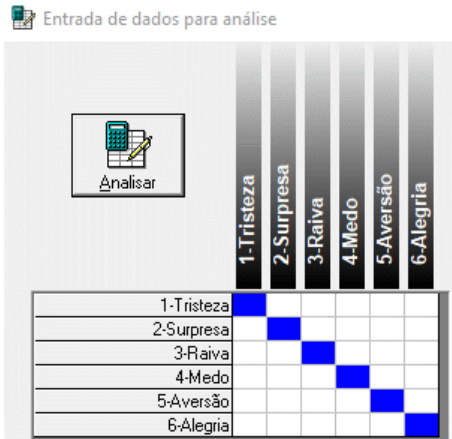 Entrada de dados para análise
Analisar
1-Tristeza
2-Surpresa
3-Raiva
4-Medo
5-Aversão
6-Alegria
1-Tristeza
2-Surpresa
3-Raiva
4-Medo
5-Aversão
6-Alegria